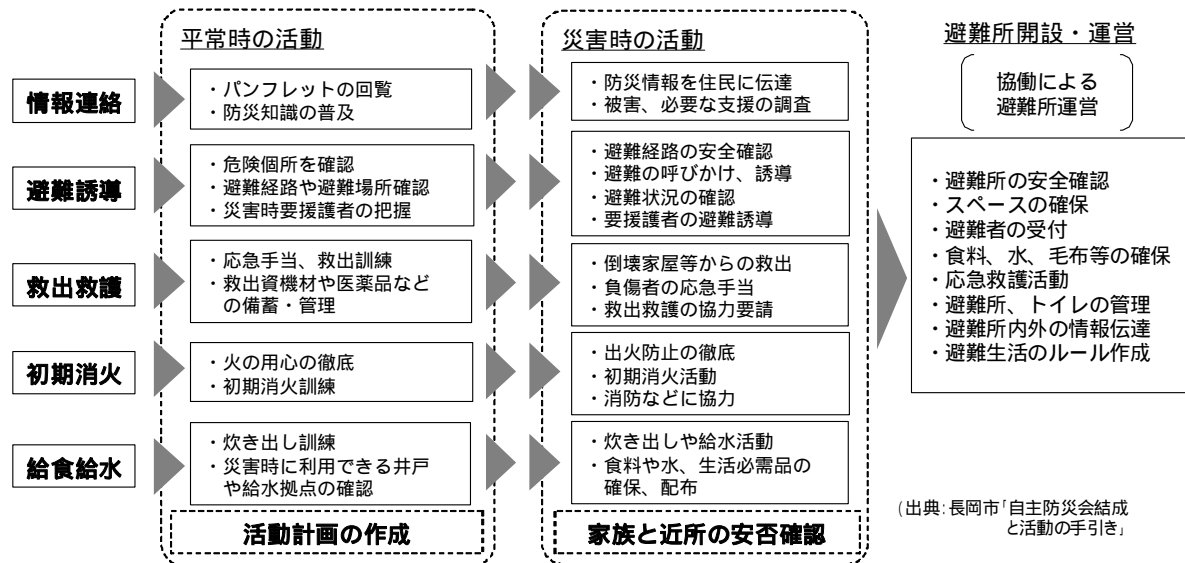 平常時の活動
災害時の活動
避難所開設・運営
協働による
避難所運営
情報連絡
・パンフレットの回覧
・防災知識の普及
・防災情報を住民に伝達
・被害、必要な支援の調査
避難誘導
・危険個所を確認
・避難経路や避難場所確認
・災害時要援護者の把握
・避難経路の安全確認
・避難の呼びかけ、誘導
・避難状況の確認
・要援護者の避難誘導
救出救護
・応急手当、救出訓練
・救出資機材や医薬品など
の備蓄・管理
・倒壊家屋等からの救出
・負傷者の応急手当
・救出救護の協力要請
初期消火
・火の用心の徹底
・初期消火訓練
・出火防止の徹底
・初期消火活動
・消防などに協力
給食給水
・炊き出し訓練
・災害時に利用できる井戸
や給水拠点の確認
・炊き出しや給水活動
・食料や水、生活必需品の
確保、配布
活動計画の作成
家族と近所の安否確認
・避難所の安全確認
・スペースの確保
・避難者の受付
・食料、水、毛布等の確保
・応急救護活動
・避難所、トイレの管理
・避難所内外の情報伝達
・避難生活のルール作成
(出典:長岡市「自主防災会結成
と活動の手引き」